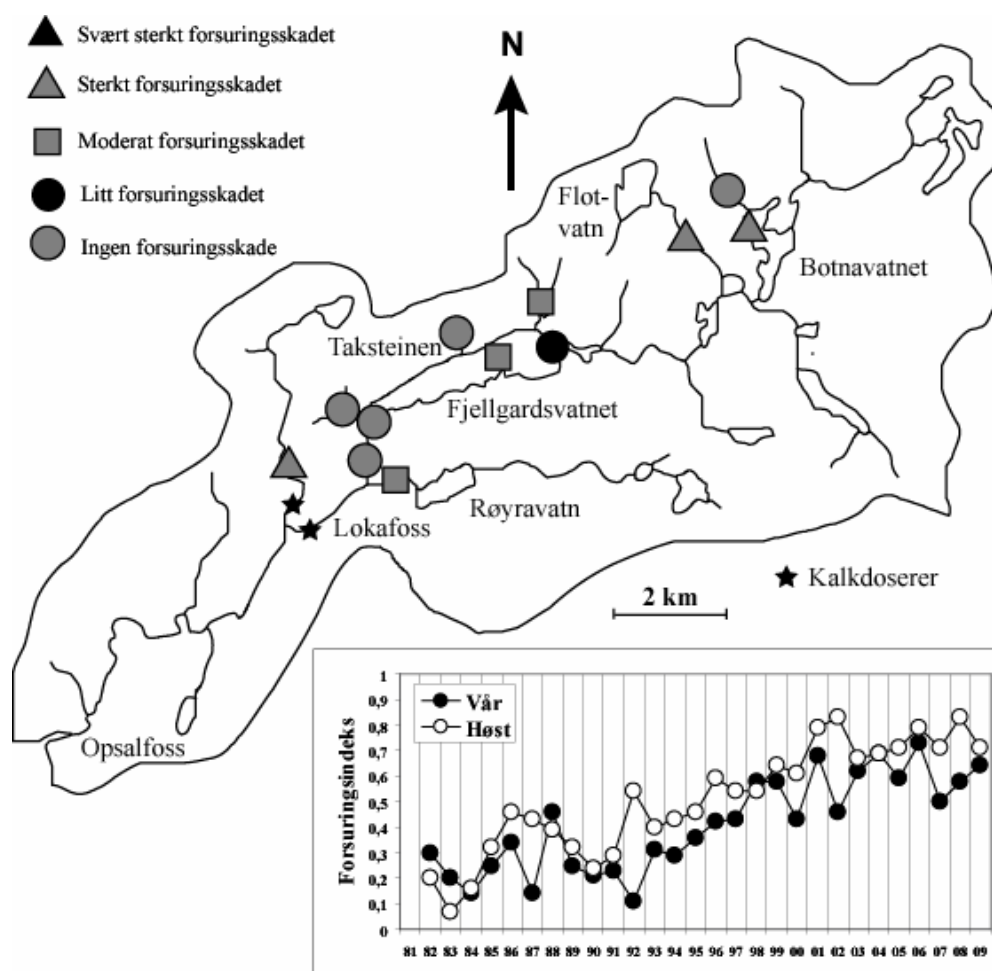 Svært sterkt forsuringsskadet
Sterkt forsuringsskadet
Moderat forsuringsskadet
Litt forsuringsskadet
Ingen forsuringsskade
N
Flot-
vatn
Botnavatnet
Taksteinen
Fjellgardsvatnet
Røyravatn
Lokafoss
Kalkdoserer
2 km
Opsalfoss
Forsuringsindeks
1
0,9
0,8
0,7
0,6
0,5
0,4
0,3
0,2
0,1
0
Vår
Høst
81 82 83 84 85 86 87 88 89 90 91 92 93 94 95 96 97 98 99 00 01 02 03 04 05 06 07 08 09